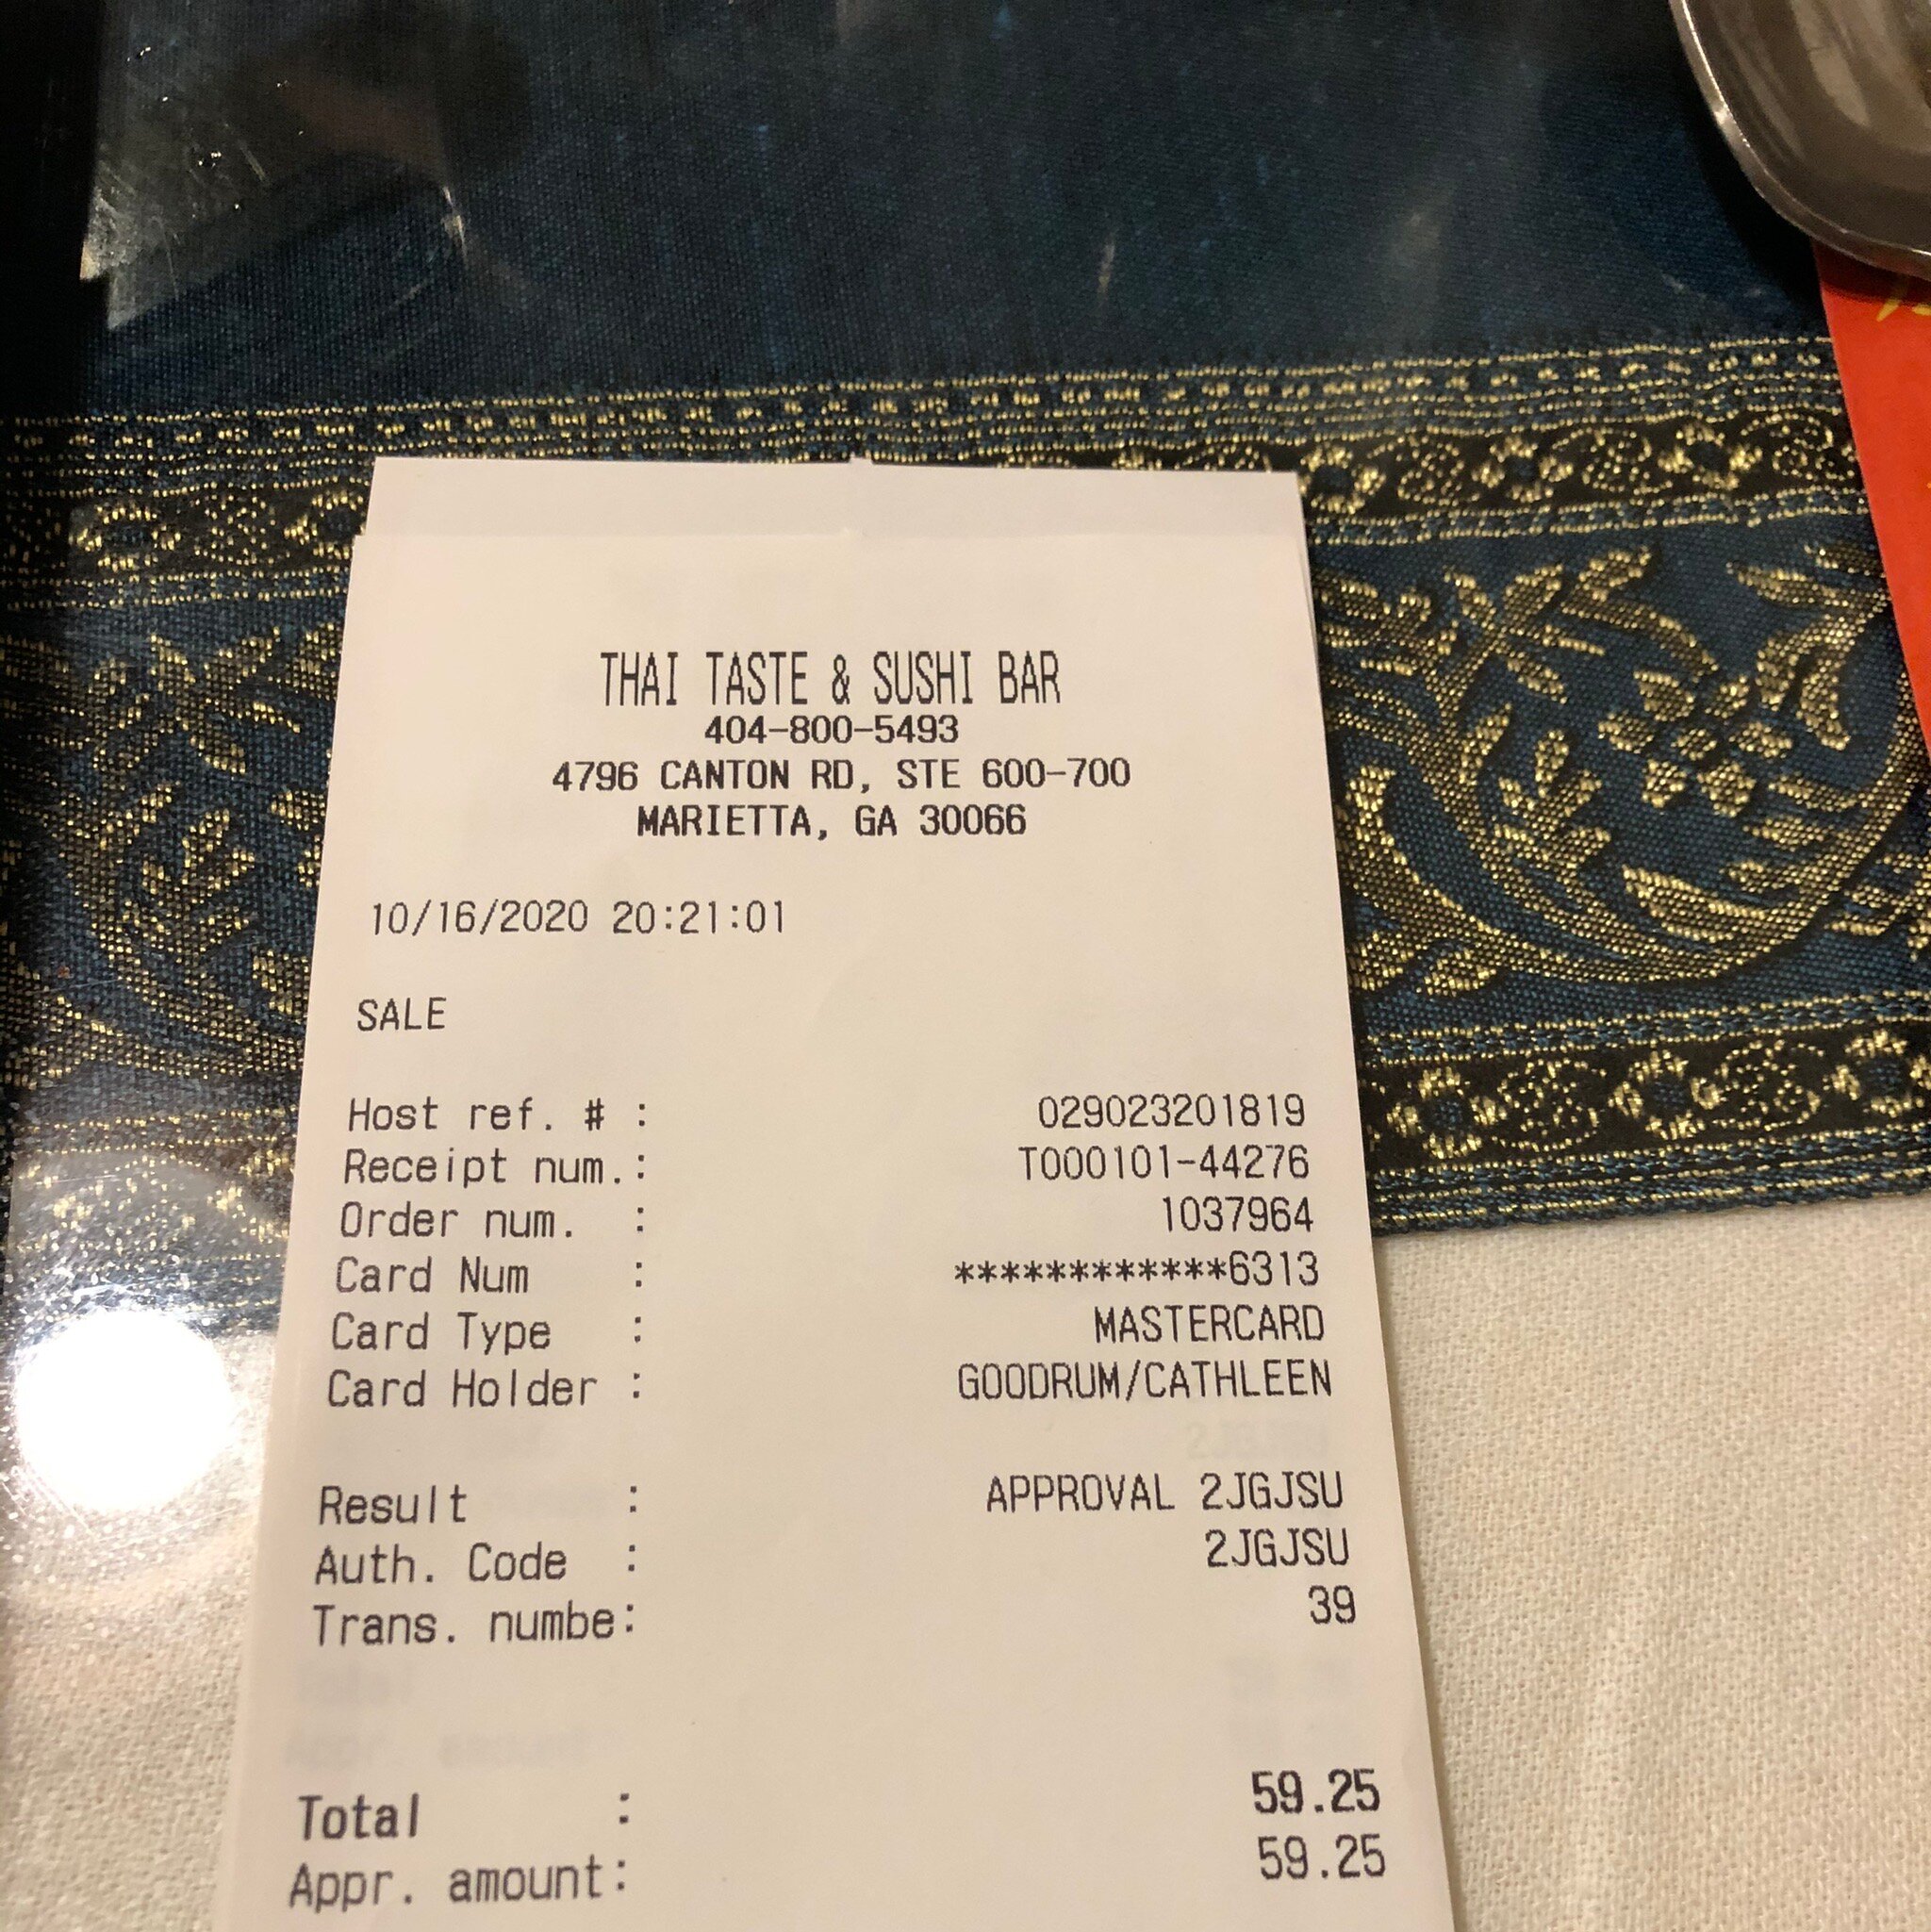 THAI TASTE & SUSHI BAR
404-800-5493
4796 CANTON RD, STE 600-700
MARIETTA, GA 30066
10/16/2020 20:21:01
SALE
Host ref. # : 029023201819
Receipt num.: T000101-44276
Order num. : 1037964
Card Num : ************6313
Card Type : MASTERCARD
Card Holder : GOODRUM/CATHLEEN
Result : APPROVAL 2JGJSU
Auth. Code : 2JGJSU
Trans. numbe: 39
Total : 59.25
Appr. amount: 59.25